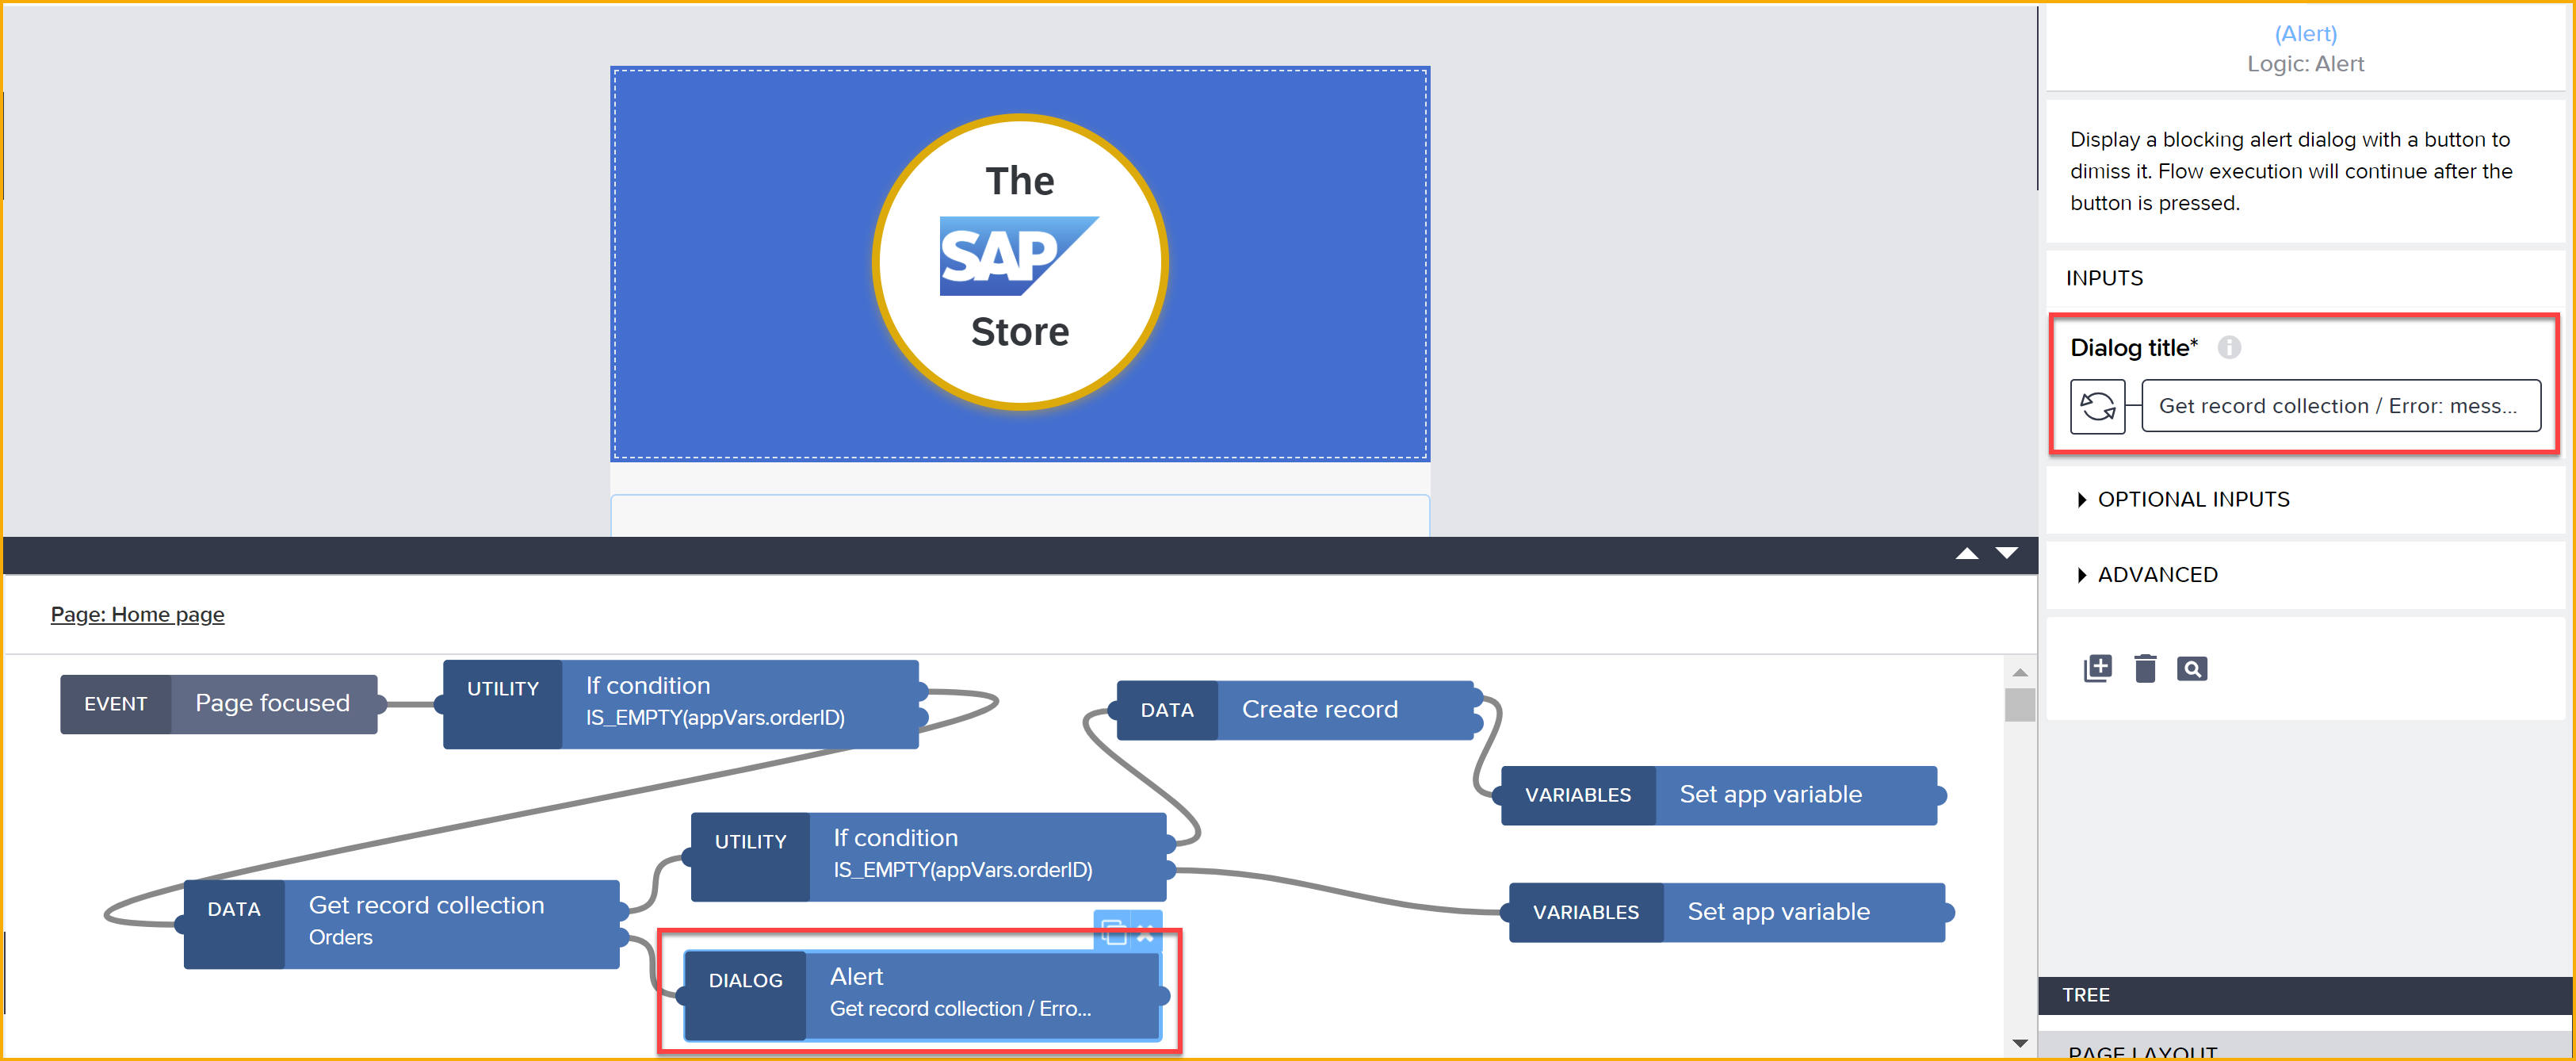 The
SAP
Store
(Alert)
Logic: Alert
Display a blocking alert dialog with a button to
dimiss it. Flow execution will continue after the
button is pressed.
INPUTS
Dialog title*
Get record collection / Error: mess...
OPTIONAL INPUTS
ADVANCED
Page: Home page
EVENT Page focused
UTILITY If condition
IS_EMPTY(appVars.orderID)
DATA Create record
VARIABLES Set app variable
UTILITY If condition
IS_EMPTY(appVars.orderID)
DATA Get record collection
Orders
VARIABLES Set app variable
DIALOG Alert
Get record collection / Erro...
TREE
PAGE LAYOUT